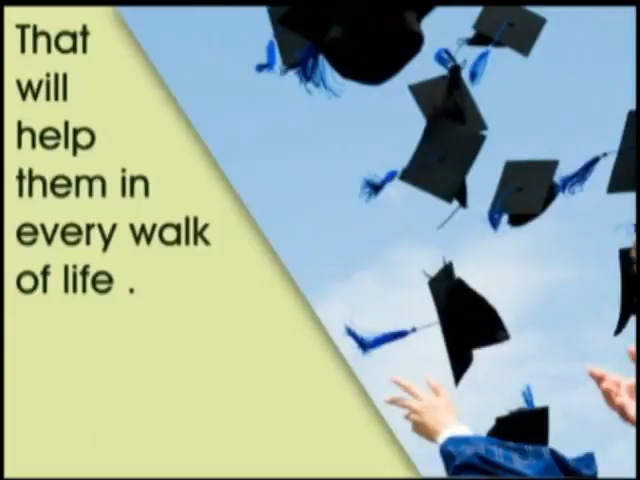 That
will
help
them in
every walk
of life .